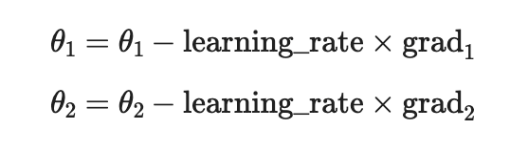 θ₁ = θ₁ − learning_rate × grad₁
θ₂ = θ₂ − learning_rate × grad₂